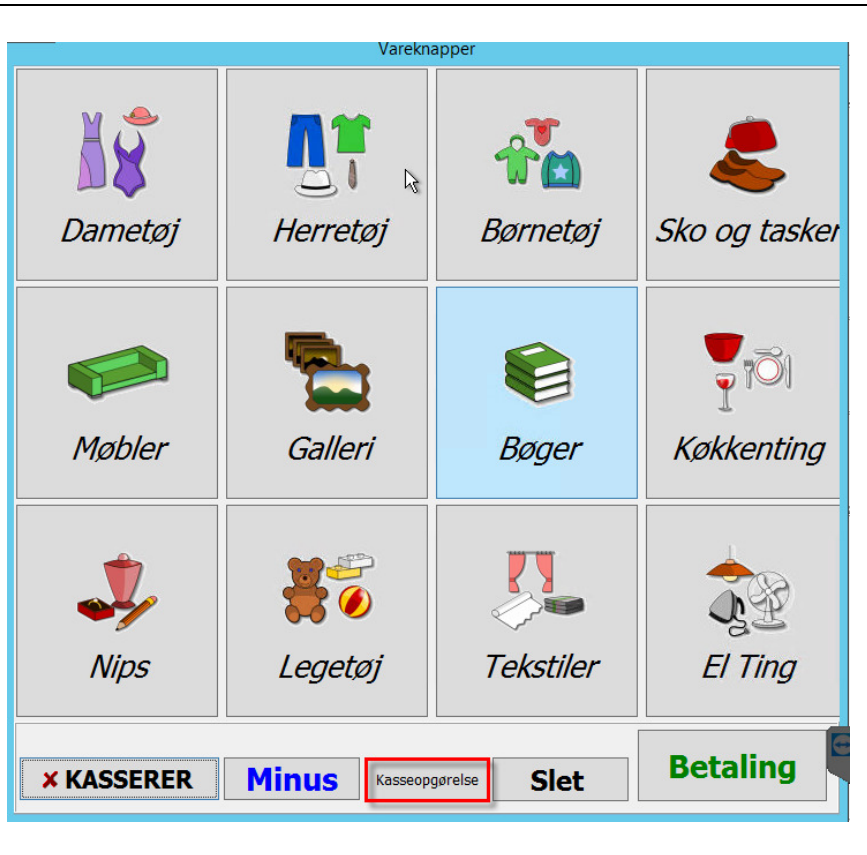 Vareknapper
Dametøj
Herretøj
Børnetøj
Sko og tasker
Møbler
Galleri
Bøger
Køkkenting
Nips
Legetøj
Tekstiler
El Ting
✘ KASSERER
Minus
Kasseopgørelse
Slet
Betaling